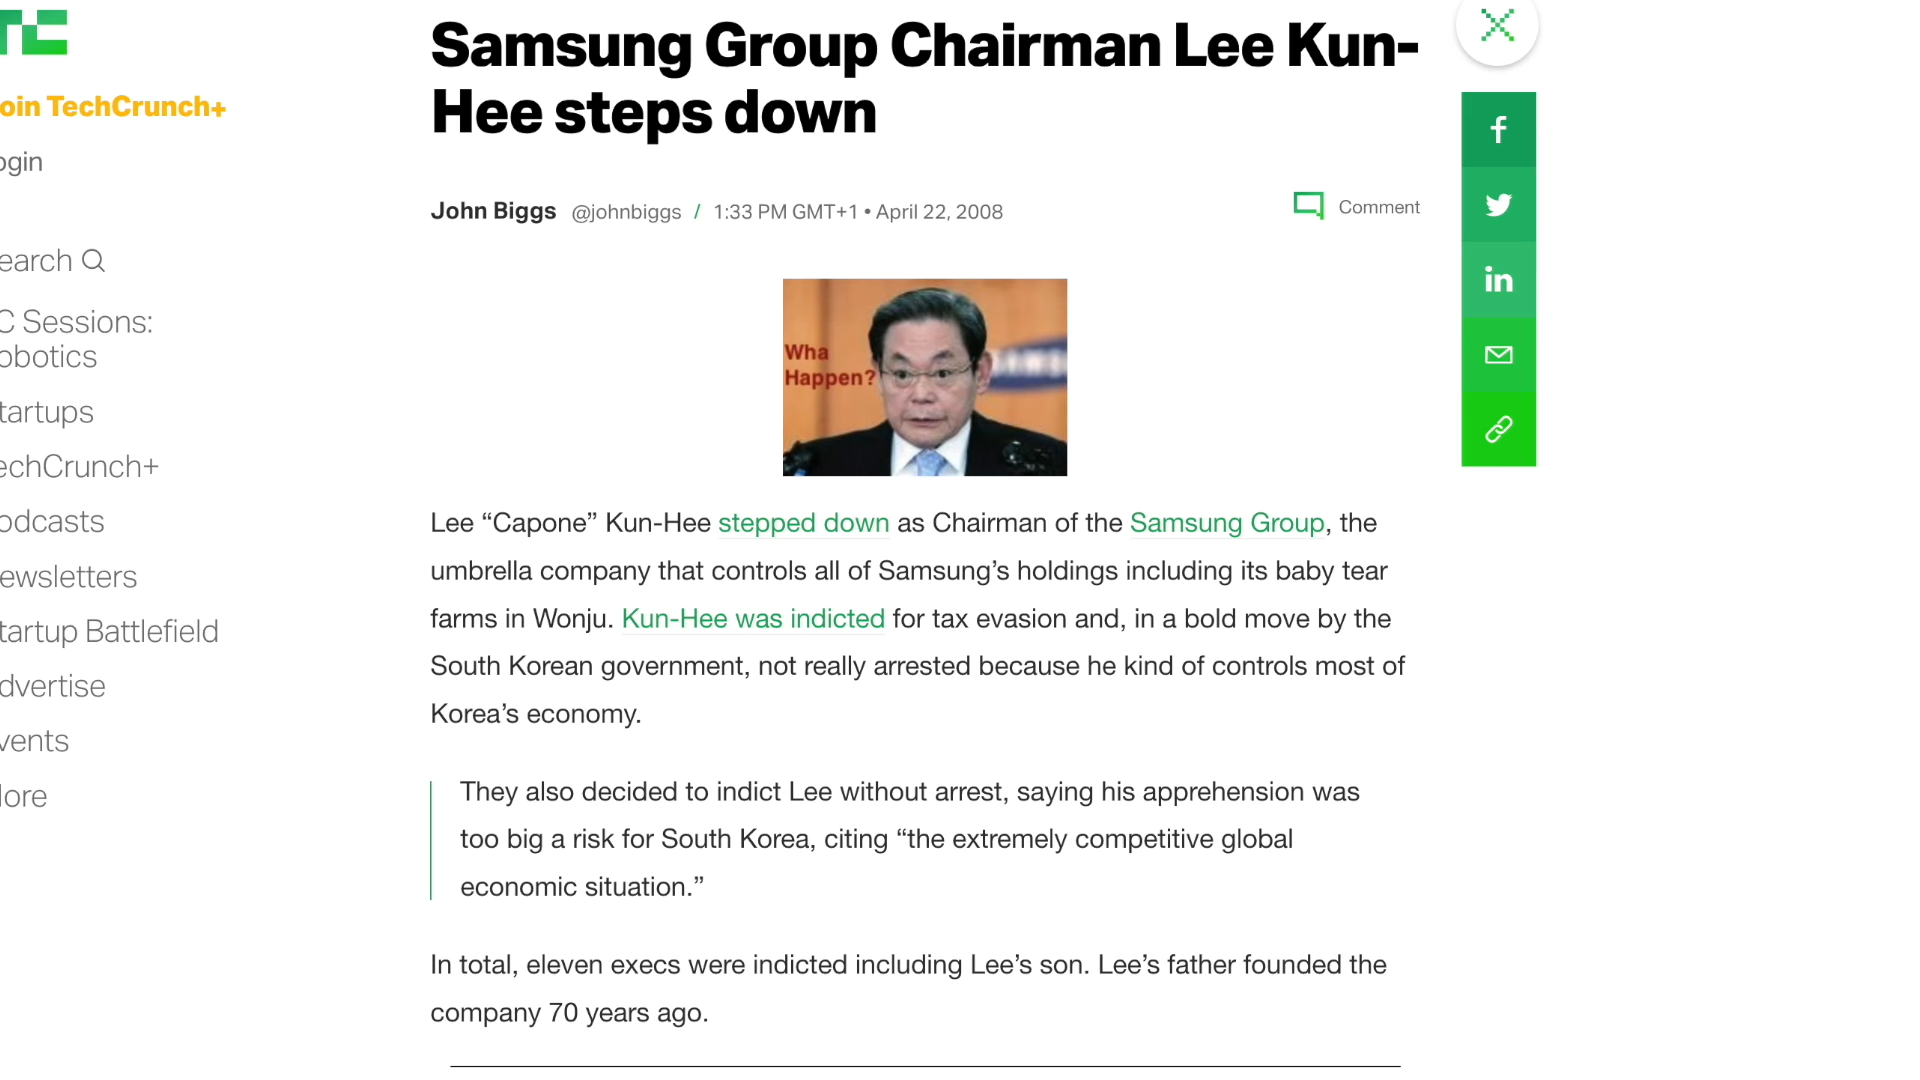 TC
oin TechCrunch+
ogin
earch
C Sessions:
obotics
tartups
echCrunch+
odcasts
ewsletters
tartup Battlefield
dvertise
vents
ore
Samsung Group Chairman Lee Kun-
Hee steps down
John Biggs @johnbiggs / 1:33 PM GMT+1 • April 22, 2008
Comment
Wha
Happen?
Lee “Capone” Kun-Hee stepped down as Chairman of the Samsung Group, the
umbrella company that controls all of Samsung’s holdings including its baby tear
farms in Wonju. Kun-Hee was indicted for tax evasion and, in a bold move by the
South Korean government, not really arrested because he kind of controls most of
Korea’s economy.
They also decided to indict Lee without arrest, saying his apprehension was
too big a risk for South Korea, citing “the extremely competitive global
economic situation.”
In total, eleven execs were indicted including Lee’s son. Lee’s father founded the
company 70 years ago.
f
in